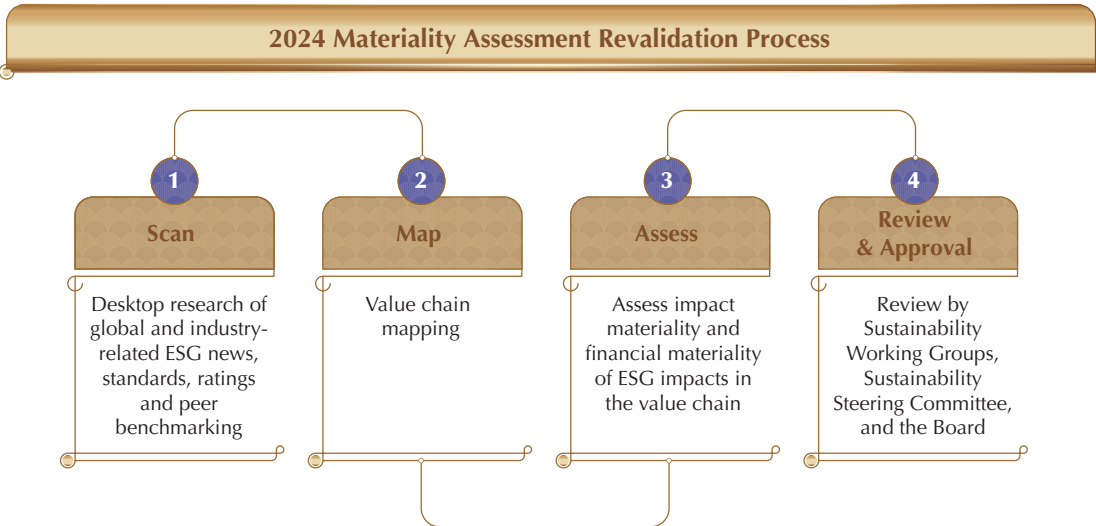 2024 Materiality Assessment Revalidation Process
1
Scan
Desktop research of
global and industry-
related ESG news,
standards, ratings
and peer
benchmarking
2
Map
Value chain
mapping
3
Assess
Assess impact
materiality and
financial materiality
of ESG impacts in
the value chain
4
Review
& Approval
Review by
Sustainability
Working Groups,
Sustainability
Steering Committee,
and the Board